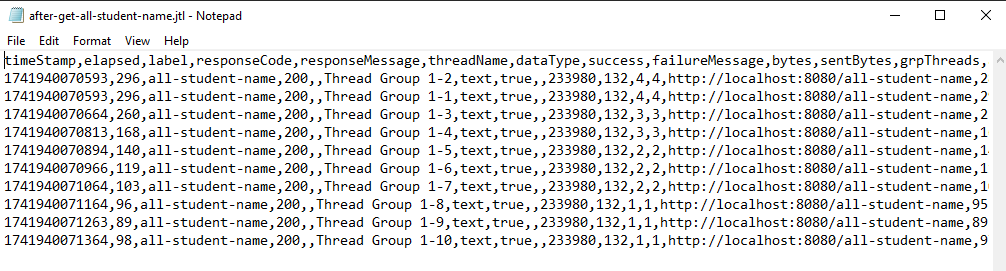 after-get-all-student-name.jtl - Notepad
File Edit Format View Help
timeStamp,elapsed,label,responseCode,responseMessage,threadName,dataType,success,failureMessage,bytes,sentBytes,grpThreads,
1741940070593,296,all-student-name,200,,Thread Group 1-2,text,true,,233980,132,4,4,http://localhost:8080/all-student-name,2
1741940070593,296,all-student-name,200,,Thread Group 1-1,text,true,,233980,132,4,4,http://localhost:8080/all-student-name,2
1741940070664,260,all-student-name,200,,Thread Group 1-3,text,true,,233980,132,3,3,http://localhost:8080/all-student-name,2
1741940070813,168,all-student-name,200,,Thread Group 1-4,text,true,,233980,132,3,3,http://localhost:8080/all-student-name,1
1741940070894,140,all-student-name,200,,Thread Group 1-5,text,true,,233980,132,2,2,http://localhost:8080/all-student-name,1
1741940070966,119,all-student-name,200,,Thread Group 1-6,text,true,,233980,132,2,2,http://localhost:8080/all-student-name,1
1741940071064,103,all-student-name,200,,Thread Group 1-7,text,true,,233980,132,2,2,http://localhost:8080/all-student-name,1
1741940071164,96,all-student-name,200,,Thread Group 1-8,text,true,,233980,132,1,1,http://localhost:8080/all-student-name,95
1741940071263,89,all-student-name,200,,Thread Group 1-9,text,true,,233980,132,1,1,http://localhost:8080/all-student-name,89
1741940071364,98,all-student-name,200,,Thread Group 1-10,text,true,,233980,132,1,1,http://localhost:8080/all-student-name,9